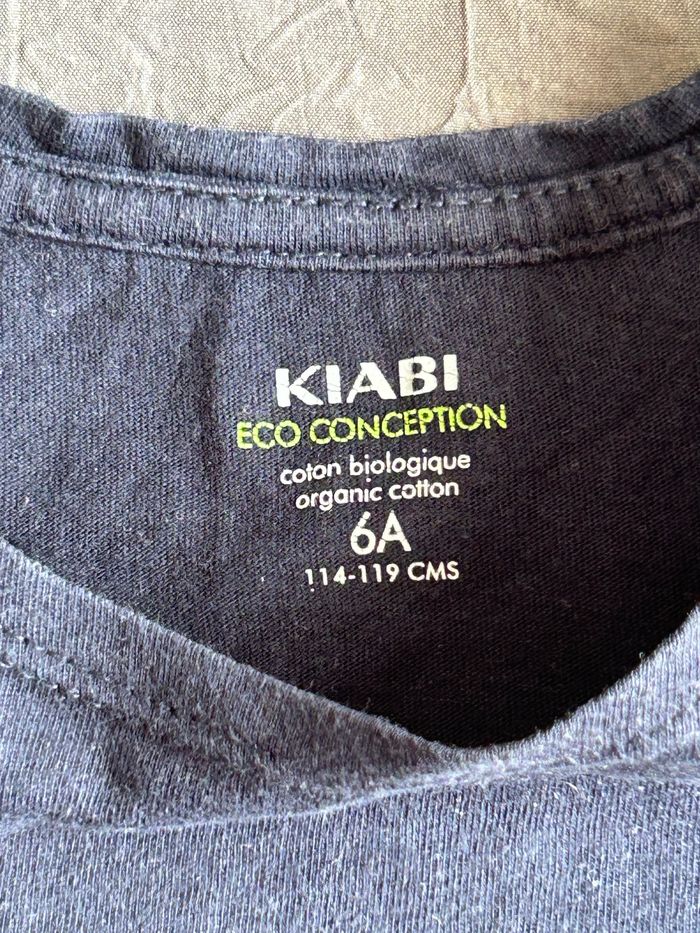 KIABI
ECO CONCEPTION
coton biologique
organic cotton
6A
114-119 CMS